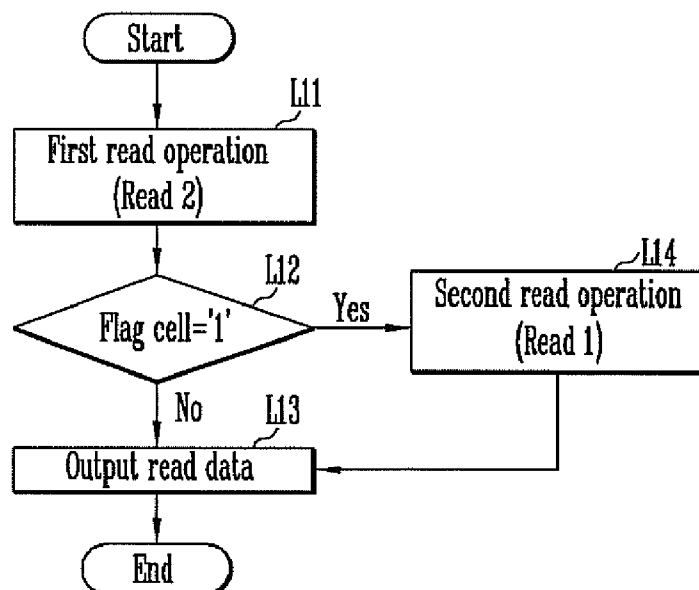 Start
L11
First read operation
(Read 2)
L12
Flag cell='1'
Yes
L14
Second read operation
(Read 1)
No
L13
Output read data
End